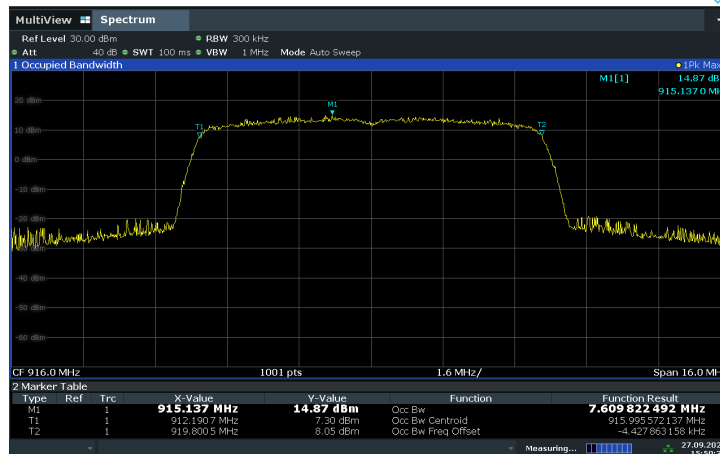 MultiView Spectrum
Ref Level 30.00 dBm RBW 300 kHz
Att 40 dB SWT 100 ms VBW 1 MHz Mode Auto Sweep
1 Occupied Bandwidth 1Pk Max
M1[1] 14.87 dB
915.1370 MH
20 dBm
M1
T1
T2
10 dBm
0 dBm
-10 dBm
-20 dBm
-30 dBm
-40 dBm
-50 dBm
-60 dBm
CF 916.0 MHz 1001 pts 1.6 MHz/ Span 16.0 MH
2 Marker Table
Type Ref Trc X-Value Y-Value Function Function Result
M1 1 915.137 MHz 14.87 dBm Occ Bw 7.609 822 492 MHz
T1 1 912.1907 MHz 7.30 dBm Occ Bw Centroid 915.995 572 137 MHz
T2 1 919.800 5 MHz 8.05 dBm Occ Bw Freq Offset -4.427 863 158 kHz
Measuring... 27.09.202